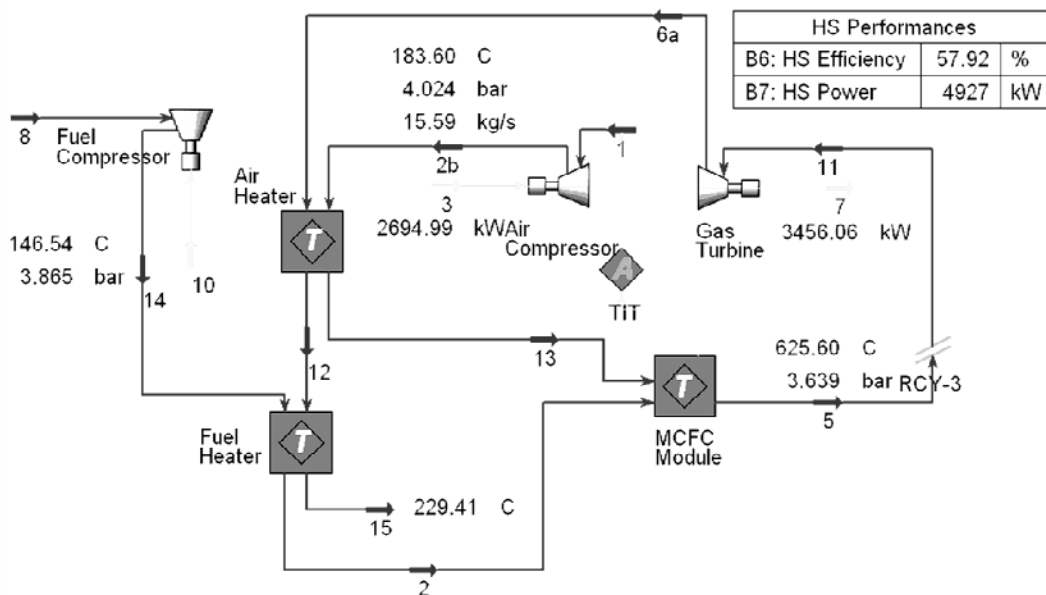 6a
HS Performances
B6: HS Efficiency 57.92 %
B7: HS Power 4927 kW
183.60 C
4.024 bar
15.59 kg/s
8
Fuel
Compressor
2b
1
11
Air
Heater
3
7
2694.99 kW
Air
Compressor
Gas
Turbine
3456.06 kW
T
A
TIT
146.54 C
3.865 bar
14
10
12
13
625.60 C
3.639 bar
RCY-3
5
T
MCFC
Module
Fuel
Heater
T
229.41 C
15
2